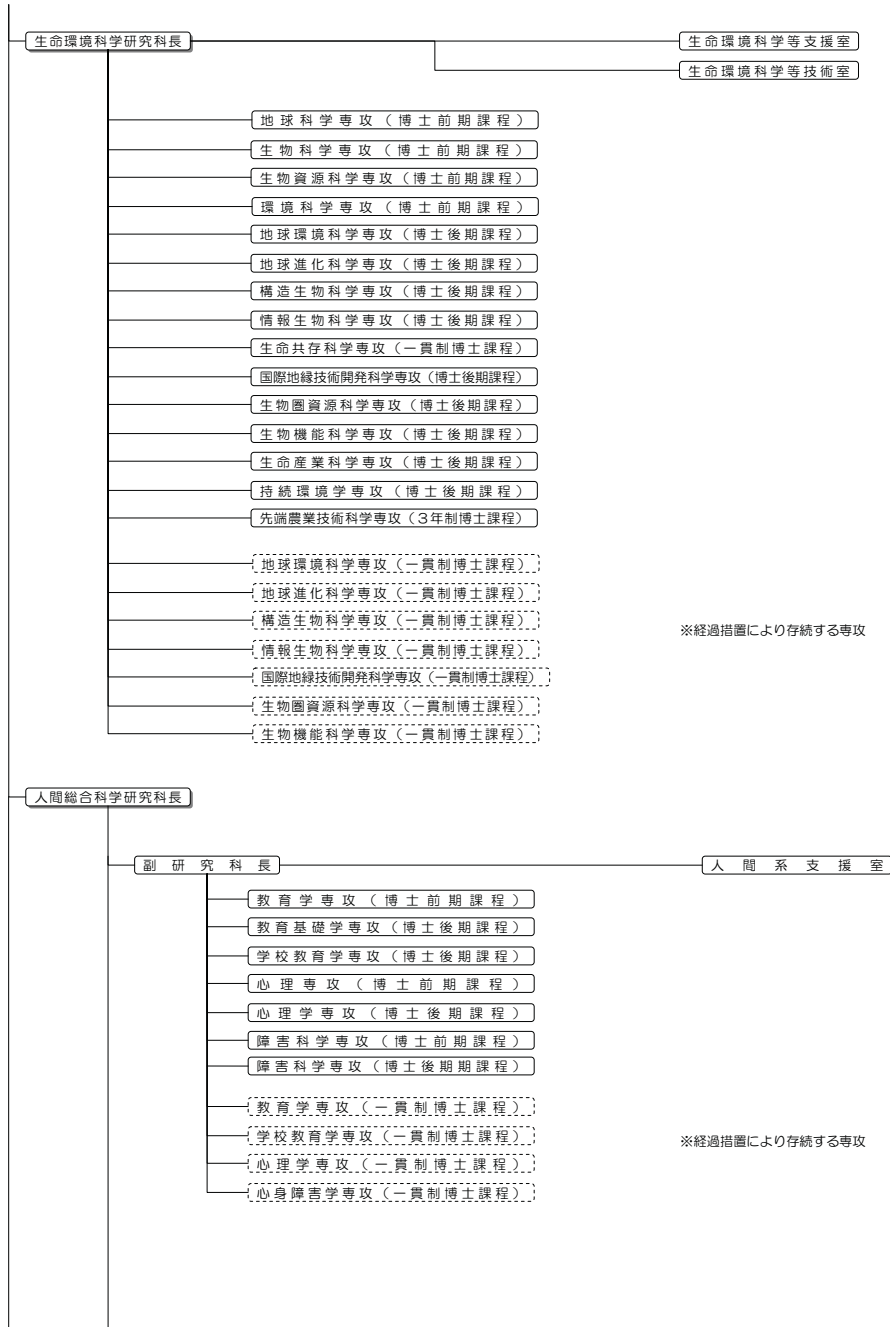 生命環境科学研究科長
生命環境科学等支援室
生命環境科学等技術室
地球科学専攻（博士前期課程）
生物科学専攻（博士前期課程）
生物資源科学専攻（博士前期課程）
環境科学専攻（博士前期課程）
地球環境科学専攻（博士後期課程）
地球進化科学専攻（博士後期課程）
構造生物科学専攻（博士後期課程）
情報生物科学専攻（博士後期課程）
生命共存科学専攻（一貫制博士課程）
国際地縁技術開発科学専攻（博士後期課程）
生物圏資源科学専攻（博士後期課程）
生物機能科学専攻（博士後期課程）
生命産業科学専攻（博士後期課程）
持続環境学専攻（博士後期課程）
先端農業技術科学専攻（３年制博士課程）
地球環境科学専攻（一貫制博士課程）
地球進化科学専攻（一貫制博士課程）
構造生物科学専攻（一貫制博士課程）
※経過措置により存続する専攻
情報生物科学専攻（一貫制博士課程）
国際地縁技術開発科学専攻（一貫制博士課程）
生物圏資源科学専攻（一貫制博士課程）
生物機能科学専攻（一貫制博士課程）
人間総合科学研究科長
副研究科長
人間系支援室
教育学専攻（博士前期課程）
教育基礎学専攻（博士後期課程）
学校教育学専攻（博士後期課程）
心理専攻（博士前期課程）
心理学専攻（博士後期課程）
障害科学専攻（博士前期課程）
障害科学専攻（博士後期期課程）
教育学専攻（一貫制博士課程）
学校教育学専攻（一貫制博士課程）
※経過措置により存続する専攻
心理学専攻（一貫制博士課程）
心身障害学専攻（一貫制博士課程）